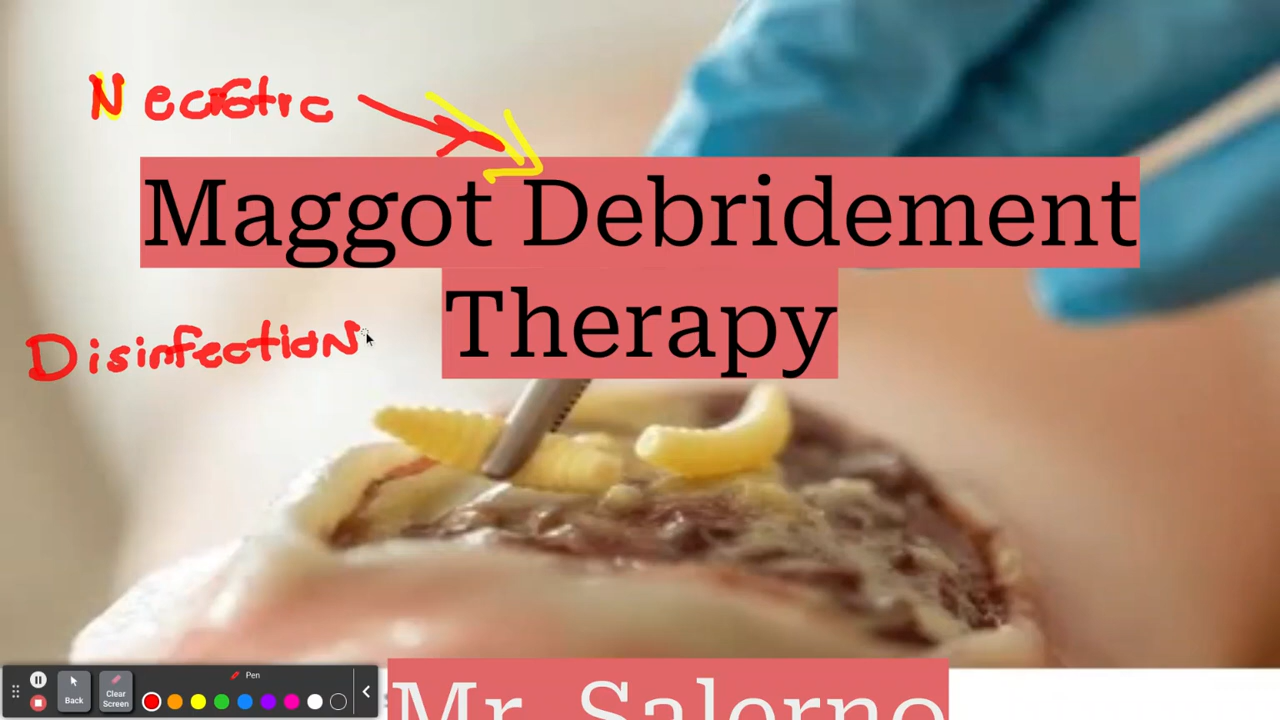 Necrotic
Maggot Debridement
Therapy
Disinfection
Pen
Back
Clear
Screen
Mr. Salerno